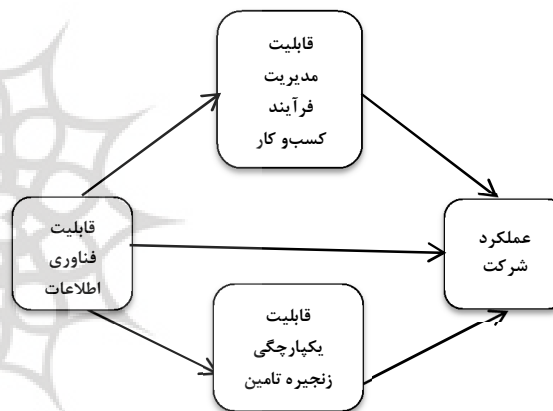 قابلیت
مدیریت
فرآیند
کسب‌و کار
قابلیت
فناوری
اطلاعات
عملکرد
شرکت
قابلیت
یکپارچگی
زنجیره تامین